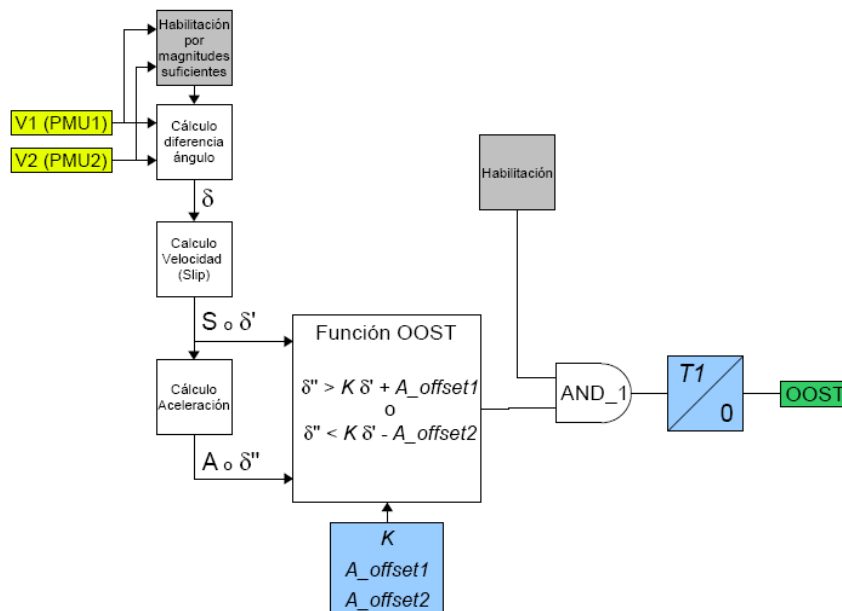 Habilitación
por
magnitudes
suficientes
V1 (PMU1)
V2 (PMU2)
Cálculo
diferencia
ángulo
δ
Calculo
Velocidad
(Slip)
S o δ'
Cálculo
Aceleración
A o δ''
Función OOST
δ'' > K δ' + A_offset1
o
δ'' < K δ' - A_offset2
K
A_offset1
A_offset2
Habilitación
AND_1
T1
0
OOST